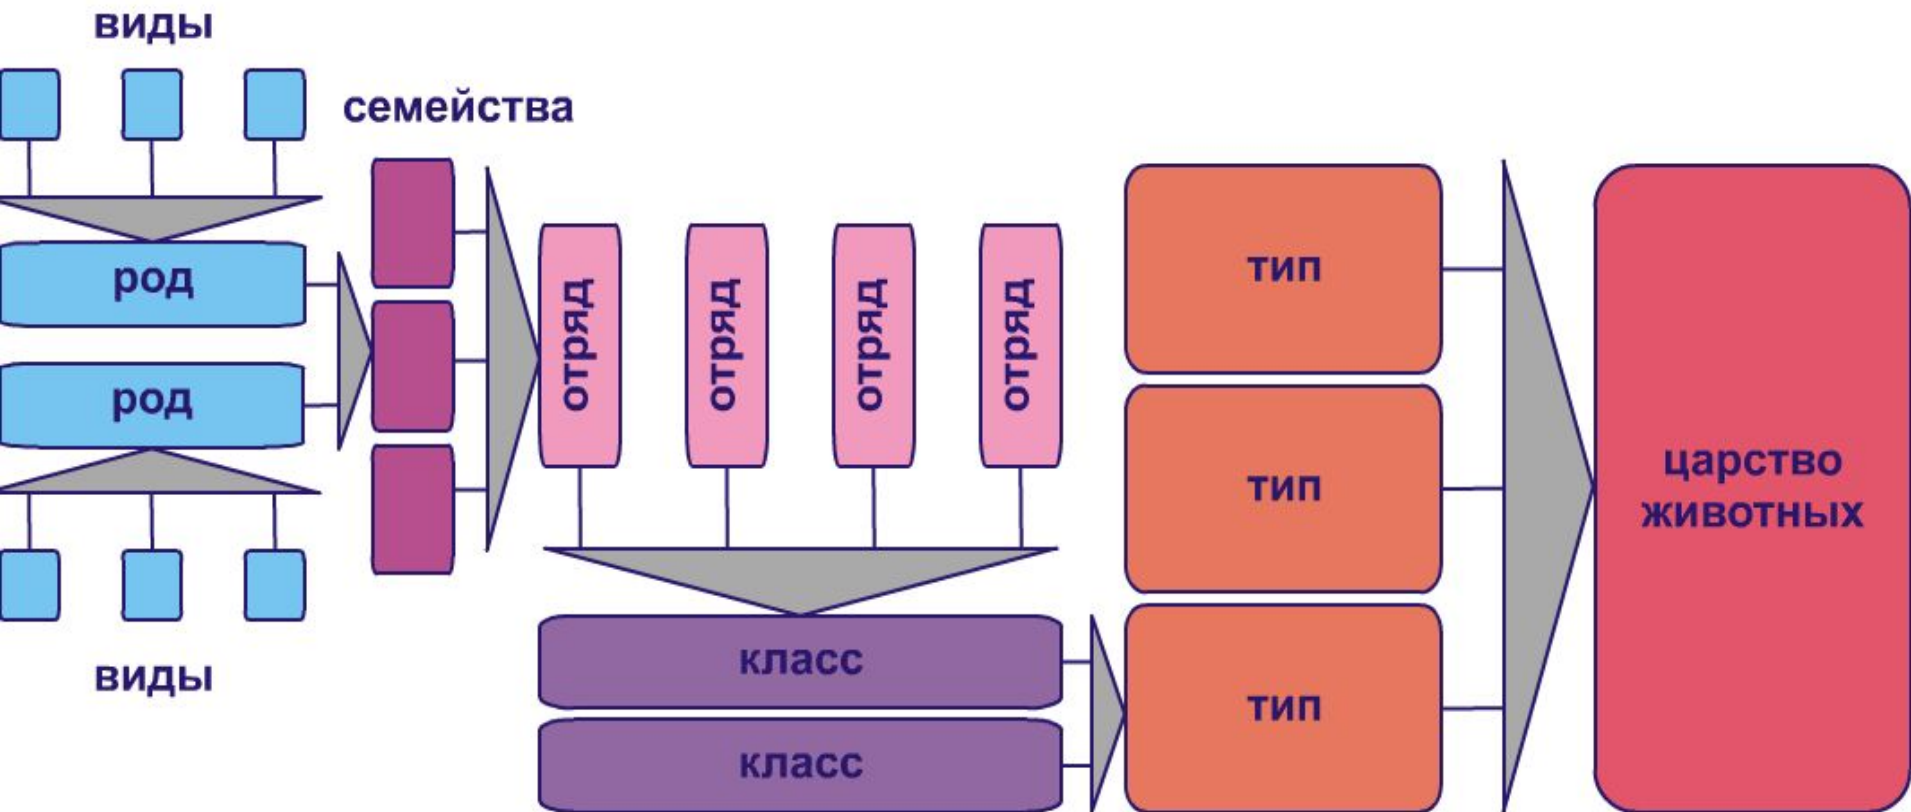 виды
семейства
род
род
виды
отряд
отряд
отряд
отряд
класс
класс
тип
тип
тип
царство
животных